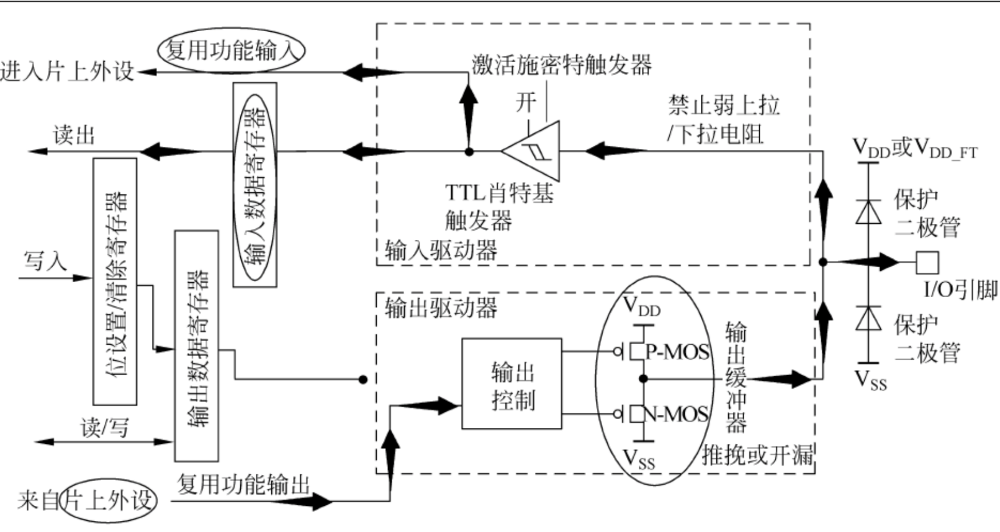 复用功能输入
进入片上外设
激活施密特触发器
开
禁止弱上拉
/下拉电阻
读出
输入数据寄存器
VDD或VDD_FT
TTL肖特基
触发器
保护
二极管
输入驱动器
写入
位设置/清除寄存器
输出数据寄存器
I/O引脚
输出驱动器
VDD
P-MOS
输出缓冲器
保护
二极管
VSS
输出
控制
N-MOS
VSS
推挽或开漏
读/写
复用功能输出
来自片上外设